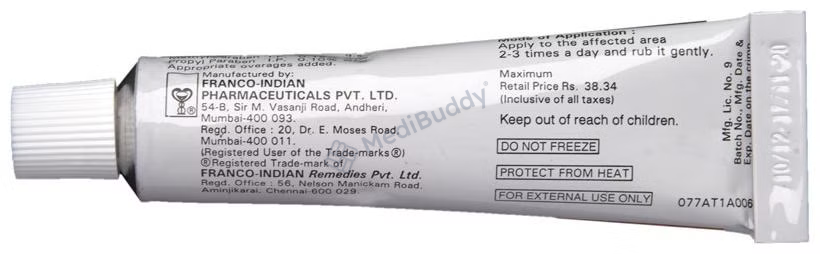 Propyl Paraben I.P. 0.10%
Appropriate overages added.
Manufactured by:
FRANCO-INDIAN
PHARMACEUTICALS PVT. LTD.
54-B, Sir M. Vasanji Road, Andheri,
Mumbai-400 093.
Regd. Office : 20, Dr. E. Moses Road,
Mumbai-400 011.
(Registered User of the Trade-marks®)
®Registered Trade-mark of
FRANCO-INDIAN Remedies Pvt. Ltd.
Regd. Office : 56, Nelson Manickam Road,
Aminjikarai, Chennai-600 029.
MediBuddy
Mode of Application :
Apply to the affected area
2-3 times a day and rub it gently.
Maximum
Retail Price Rs. 38.34
(Inclusive of all taxes)
Keep out of reach of children.
DO NOT FREEZE
PROTECT FROM HEAT
FOR EXTERNAL USE ONLY
077AT1A006
Mfg. Lic. No. 9
Batch No., Mfg. Date &
Exp. Date on the crimp